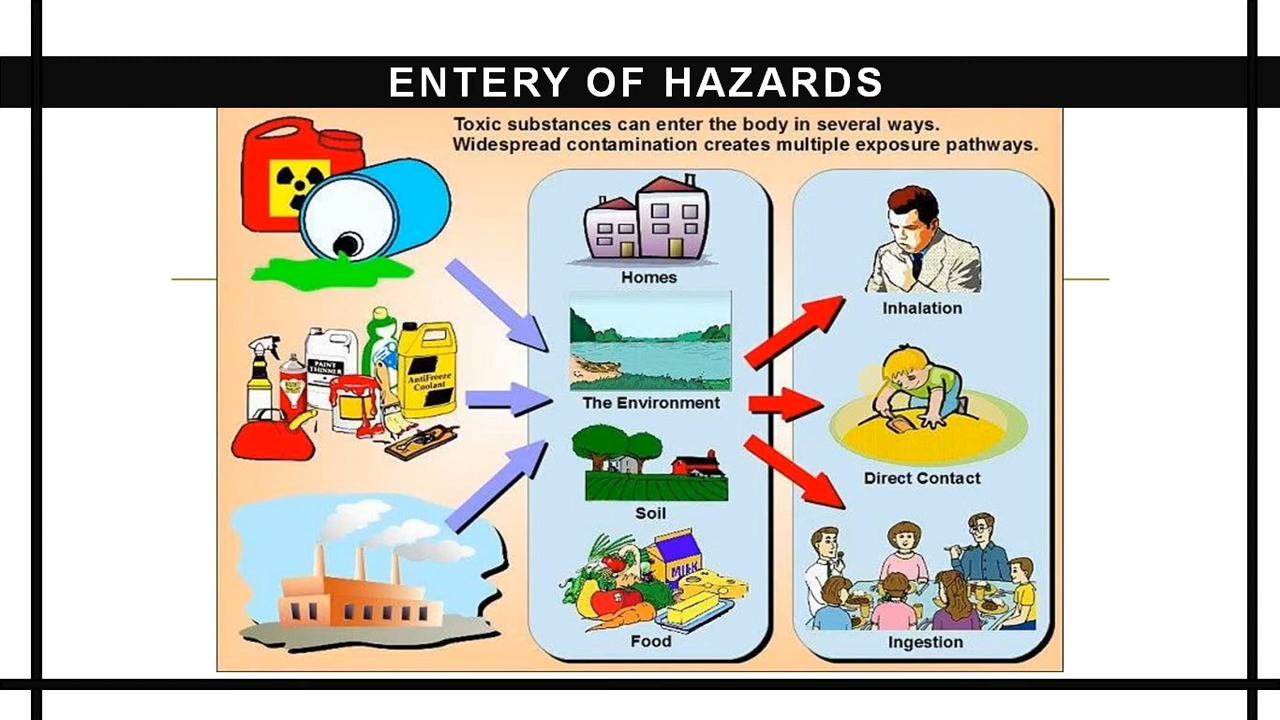 ENTERY OF HAZARDS
Toxic substances can enter the body in several ways.
Widespread contamination creates multiple exposure pathways.
Homes
The Environment
Soil
MILK
Food
PAINT
THINNER
AntiFreeze
Coolant
Inhalation
Direct Contact
Ingestion